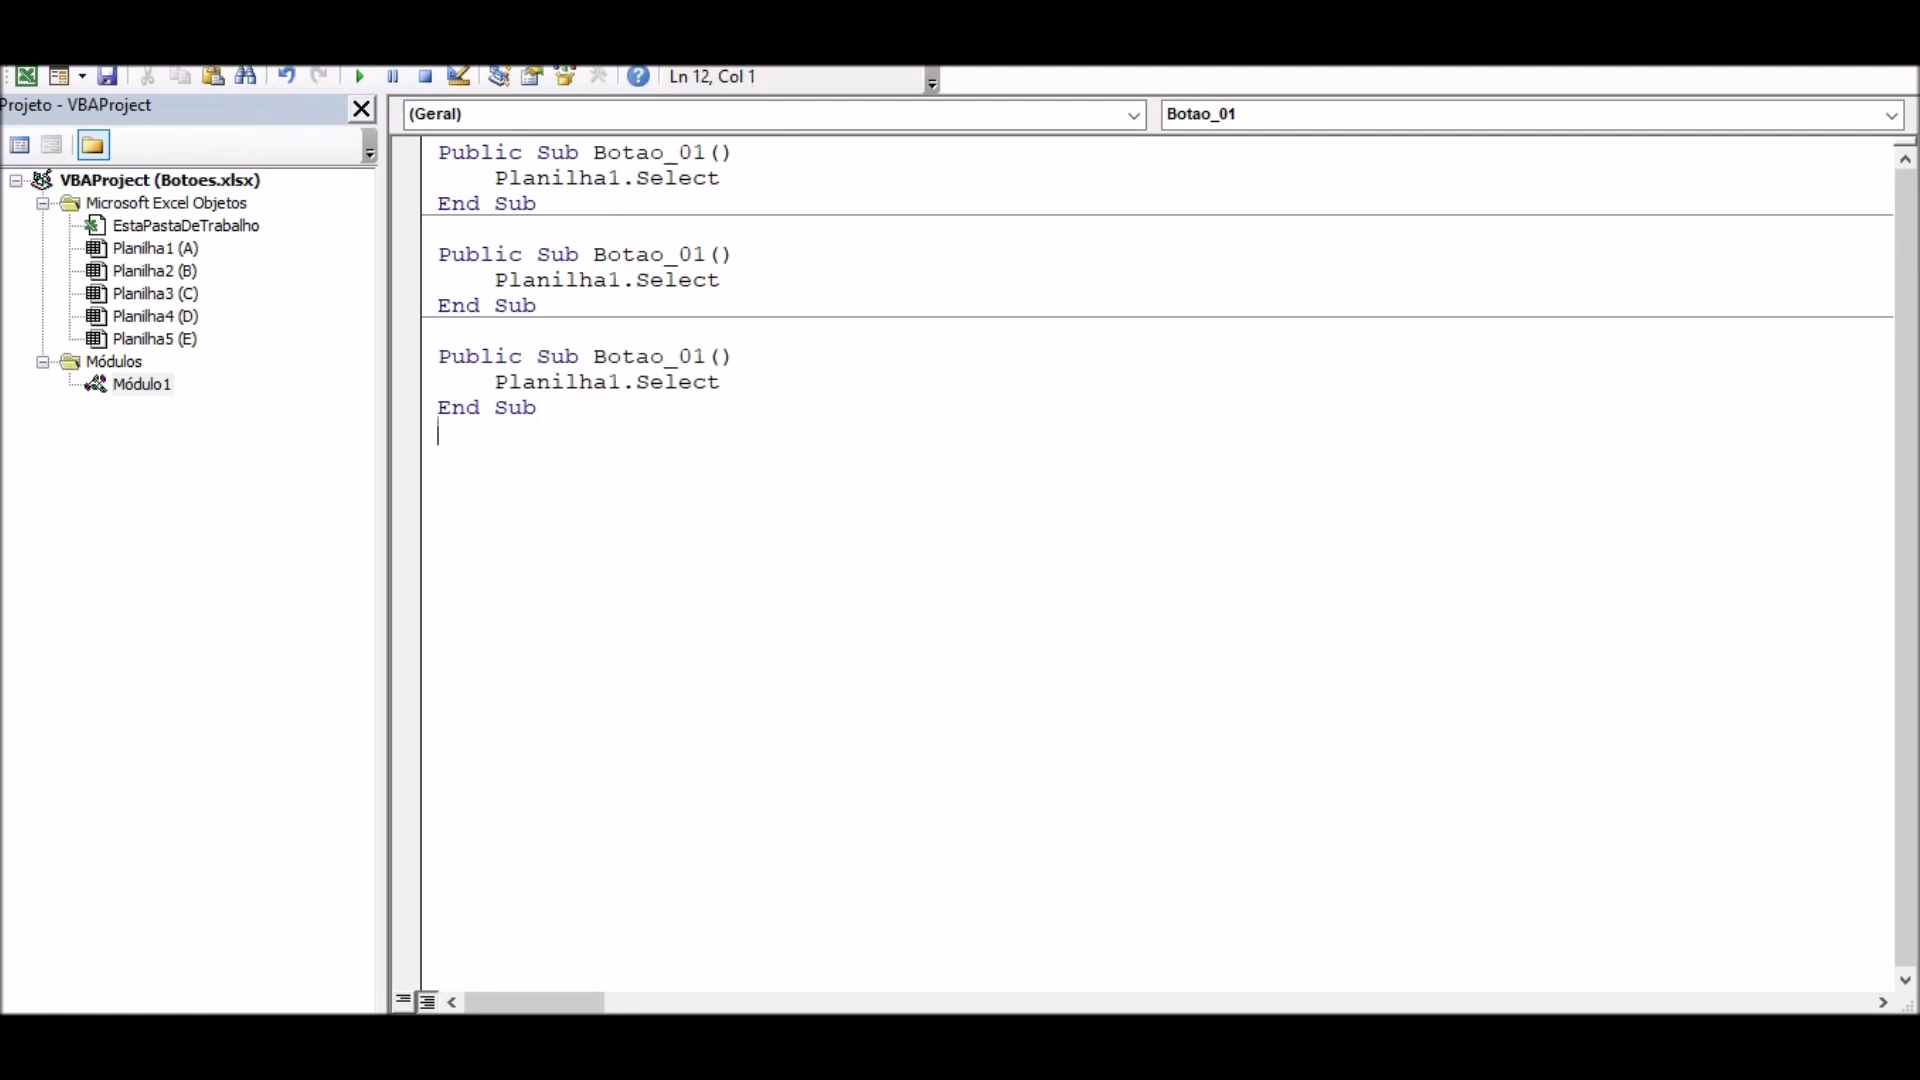 Ln 12, Col 1
Projeto - VBAProject
(Geral)
Botao_01
VBAProject (Botoes.xlsx)
Microsoft Excel Objetos
EstaPastaDeTrabalho
Planilha1 (A)
Planilha2 (B)
Planilha3 (C)
Planilha4 (D)
Planilha5 (E)
Módulos
Módulo1
Public Sub Botao_01()
Planilha1.Select
End Sub
Public Sub Botao_01()
Planilha1.Select
End Sub
Public Sub Botao_01()
Planilha1.Select
End Sub